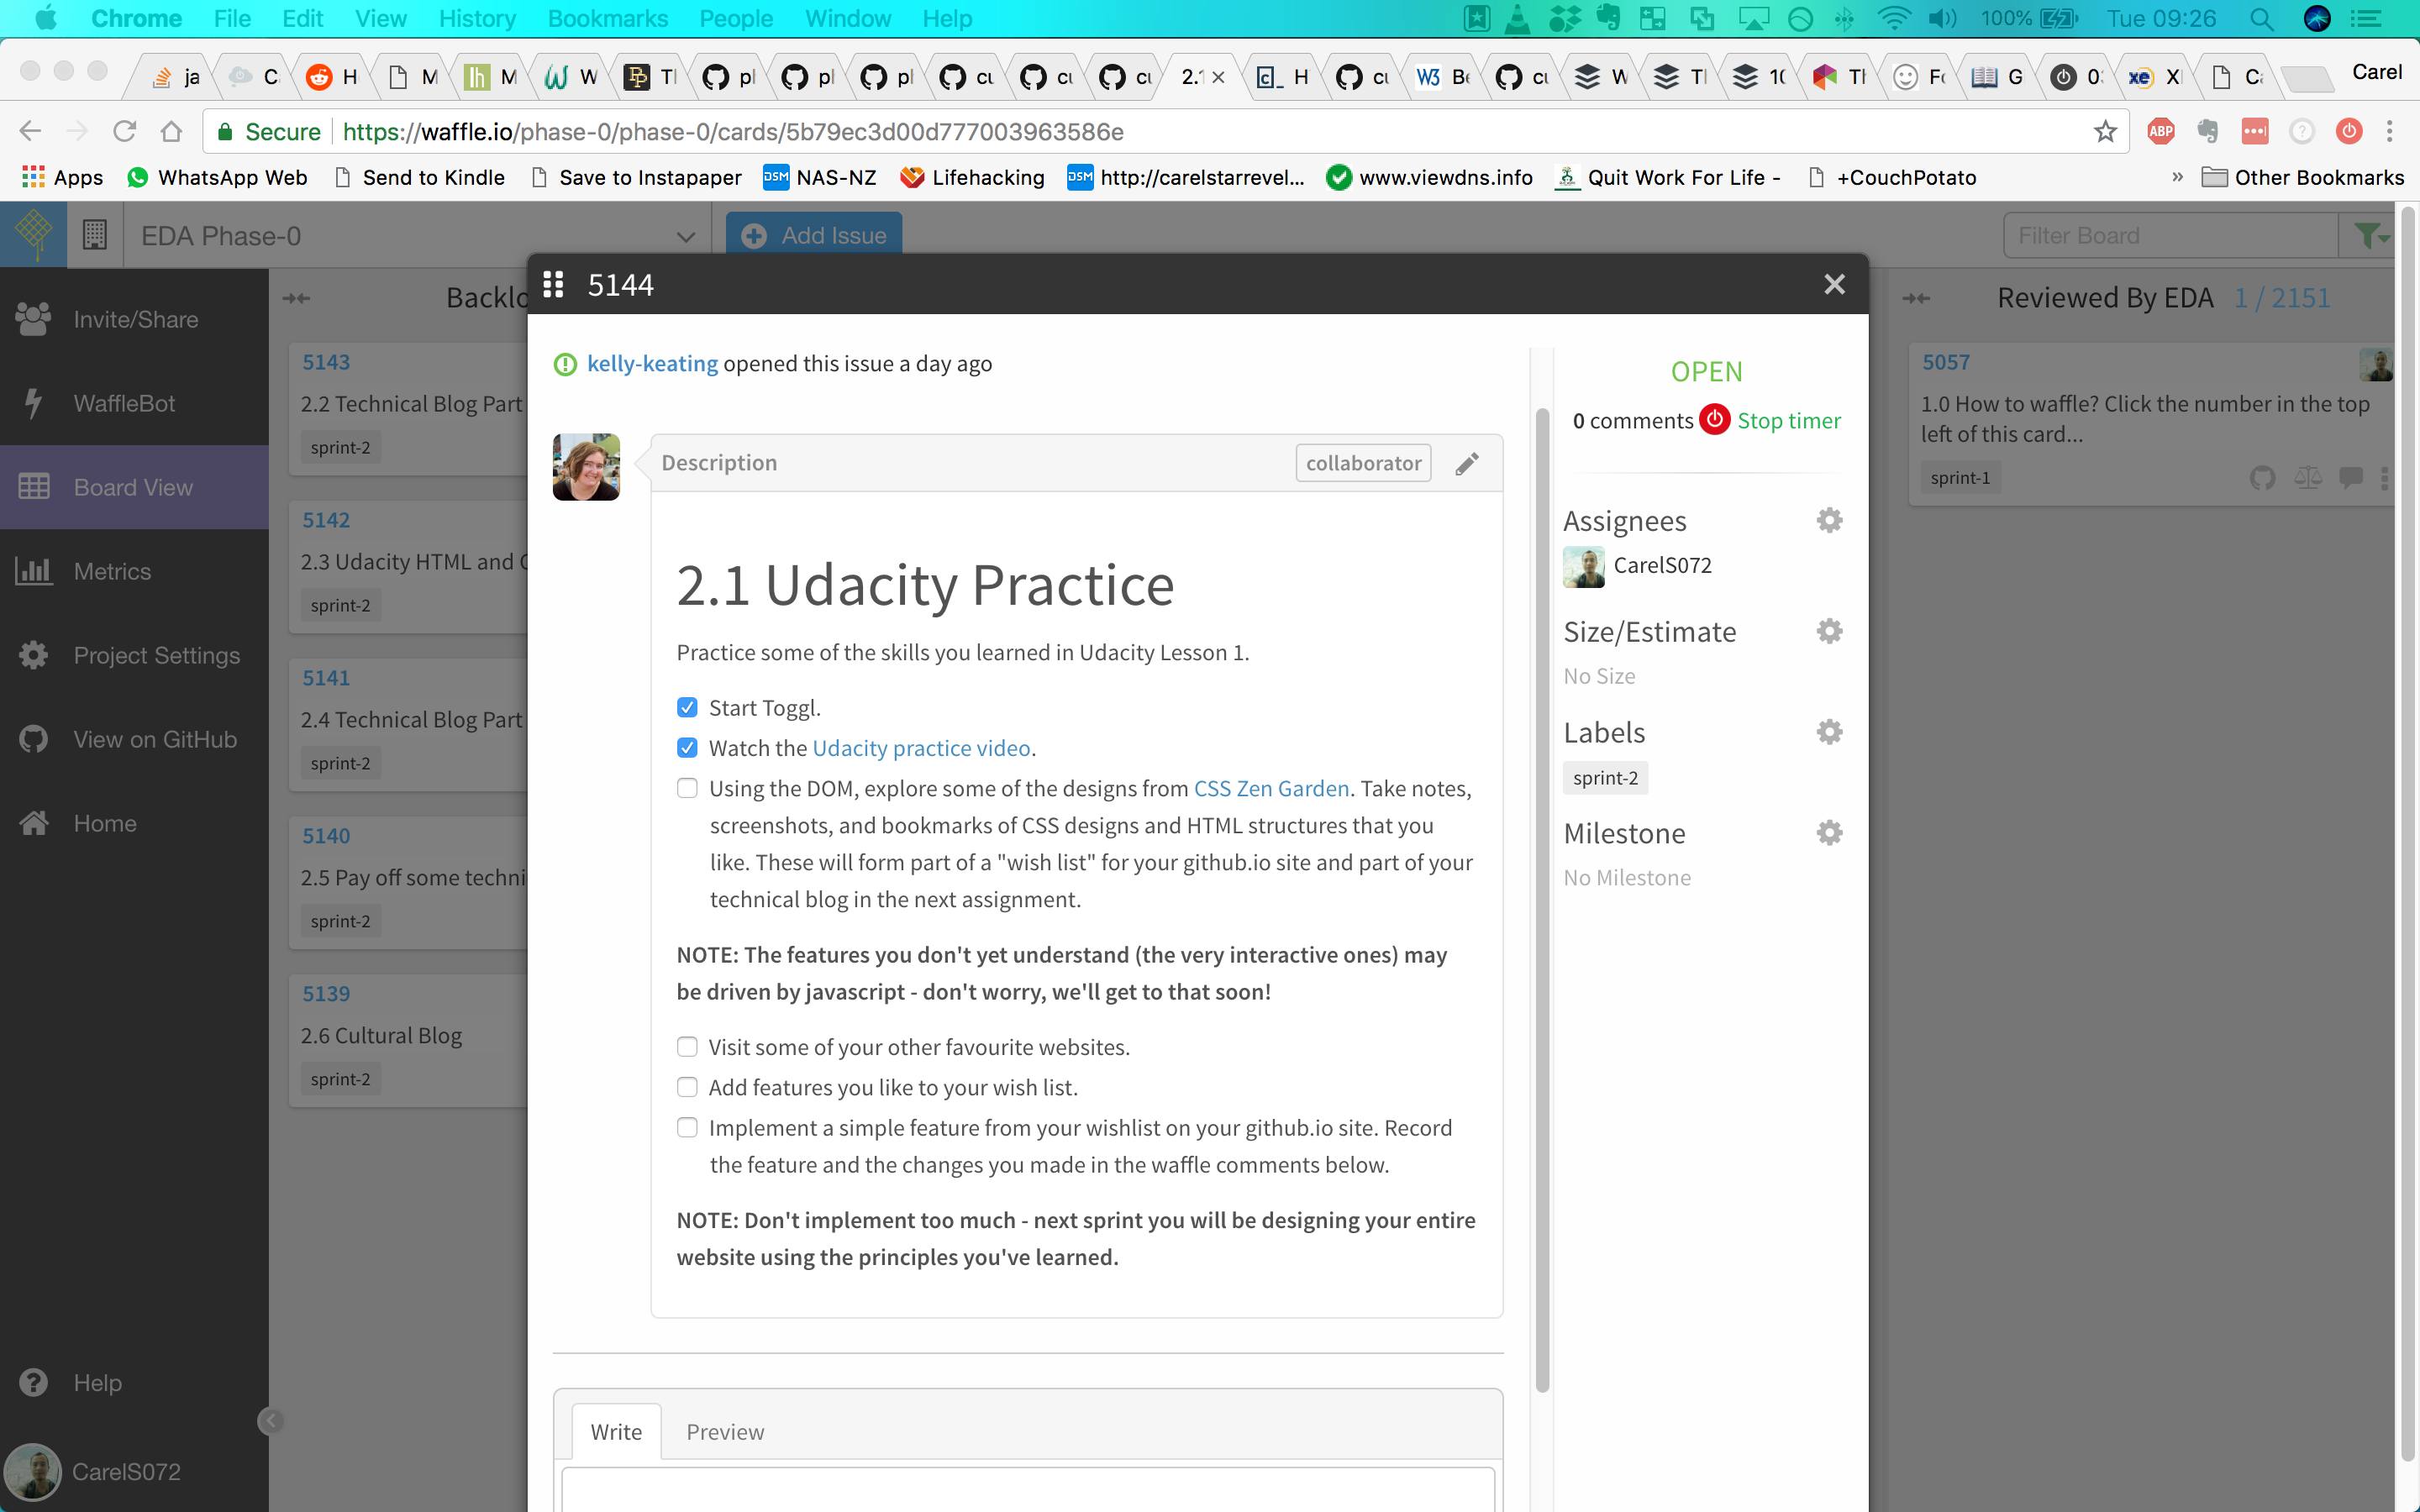 Chrome File Edit View History Bookmarks People Window Help 100% Tue 09:26
ja C H M M W Tl pl pl pl cu cu cu 2.1 H cu Be cu W Tl 10 Tl Fo G 0: X Ca Carel
Secure https://waffle.io/phase-0/phase-0/cards/5b79ec3d00d777003963586e ABP
Apps WhatsApp Web Send to Kindle Save to Instapaper DSM NAS-NZ Lifehacking DSM http://carelstarrevel... www.viewdns.info Quit Work For Life - +CouchPotato » Other Bookmarks
EDA Phase-0 Add Issue Filter Board
5144
Invite/Share
WaffleBot
Board View
Metrics
Project Settings
View on GitHub
Home
Help
CarelS072
Backlo
5143
2.2 Technical Blog Part
sprint-2
5142
2.3 Udacity HTML and C
sprint-2
5141
2.4 Technical Blog Part
sprint-2
5140
2.5 Pay off some techni
sprint-2
5139
2.6 Cultural Blog
sprint-2
kelly-keating opened this issue a day ago
Description collaborator
2.1 Udacity Practice
Practice some of the skills you learned in Udacity Lesson 1.
Start Toggl.
Watch the Udacity practice video.
Using the DOM, explore some of the designs from CSS Zen Garden. Take notes,
screenshots, and bookmarks of CSS designs and HTML structures that you
like. These will form part of a "wish list" for your github.io site and part of your
technical blog in the next assignment.
NOTE: The features you don't yet understand (the very interactive ones) may
be driven by javascript - don't worry, we'll get to that soon!
Visit some of your other favourite websites.
Add features you like to your wish list.
Implement a simple feature from your wishlist on your github.io site. Record
the feature and the changes you made in the waffle comments below.
NOTE: Don't implement too much - next sprint you will be designing your entire
website using the principles you've learned.
Write Preview
OPEN
0 comments Stop timer
Assignees
CarelS072
Size/Estimate
No Size
Labels
sprint-2
Milestone
No Milestone
Reviewed By EDA 1 / 2151
5057
1.0 How to waffle? Click the number in the top
left of this card...
sprint-1